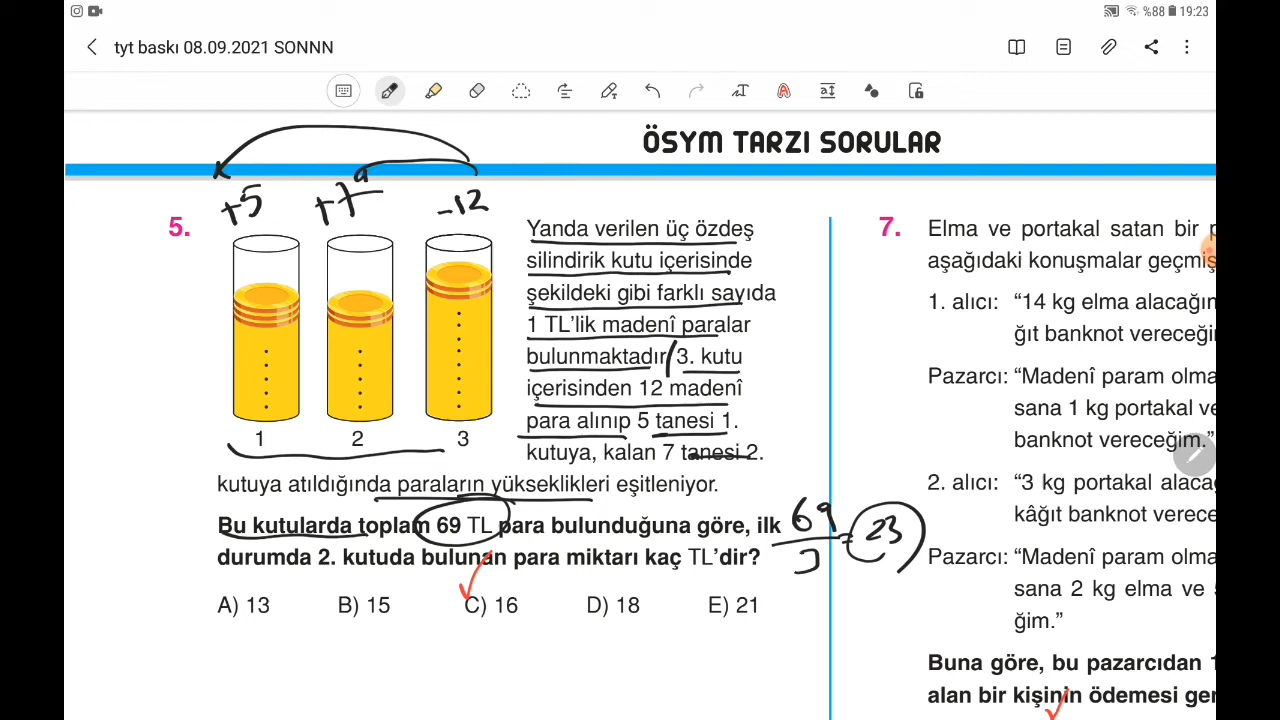 %88 19:23
tyt baskı 08.09.2021 SONNN
ÖSYM TARZI SORULAR
+5 +7 -12
5.
1 2 3
Yanda verilen üç özdeş
silindirik kutu içerisinde
şekildeki gibi farklı sayıda
1 TL'lik madenî paralar
bulunmaktadır/3. kutu
içerisinden 12 madenî
para alınıp 5 tanesi 1.
kutuya, kalan 7 tanesi 2.
kutuya atıldığında paraların yükseklikleri eşitleniyor.
Bu kutularda toplam 69 TL para bulunduğuna göre, ilk
durumda 2. kutuda bulunan para miktarı kaç TL'dir?
69
3 = 23
A) 13 B) 15 C) 16 D) 18 E) 21
7. Elma ve portakal satan bir
aşağıdaki konuşmalar geçmiş
1. alıcı: “14 kg elma alacağın
ğıt banknot vereceğin
Pazarcı: “Madenî param olma
sana 1 kg portakal ve
banknot vereceğim.”
2. alıcı: “3 kg portakal alaca
kâğıt banknot verece
Pazarcı: “Madenî param olma
sana 2 kg elma ve
ğim.”
Buna göre, bu pazarcıdan 1
alan bir kişinin ödemesi ger